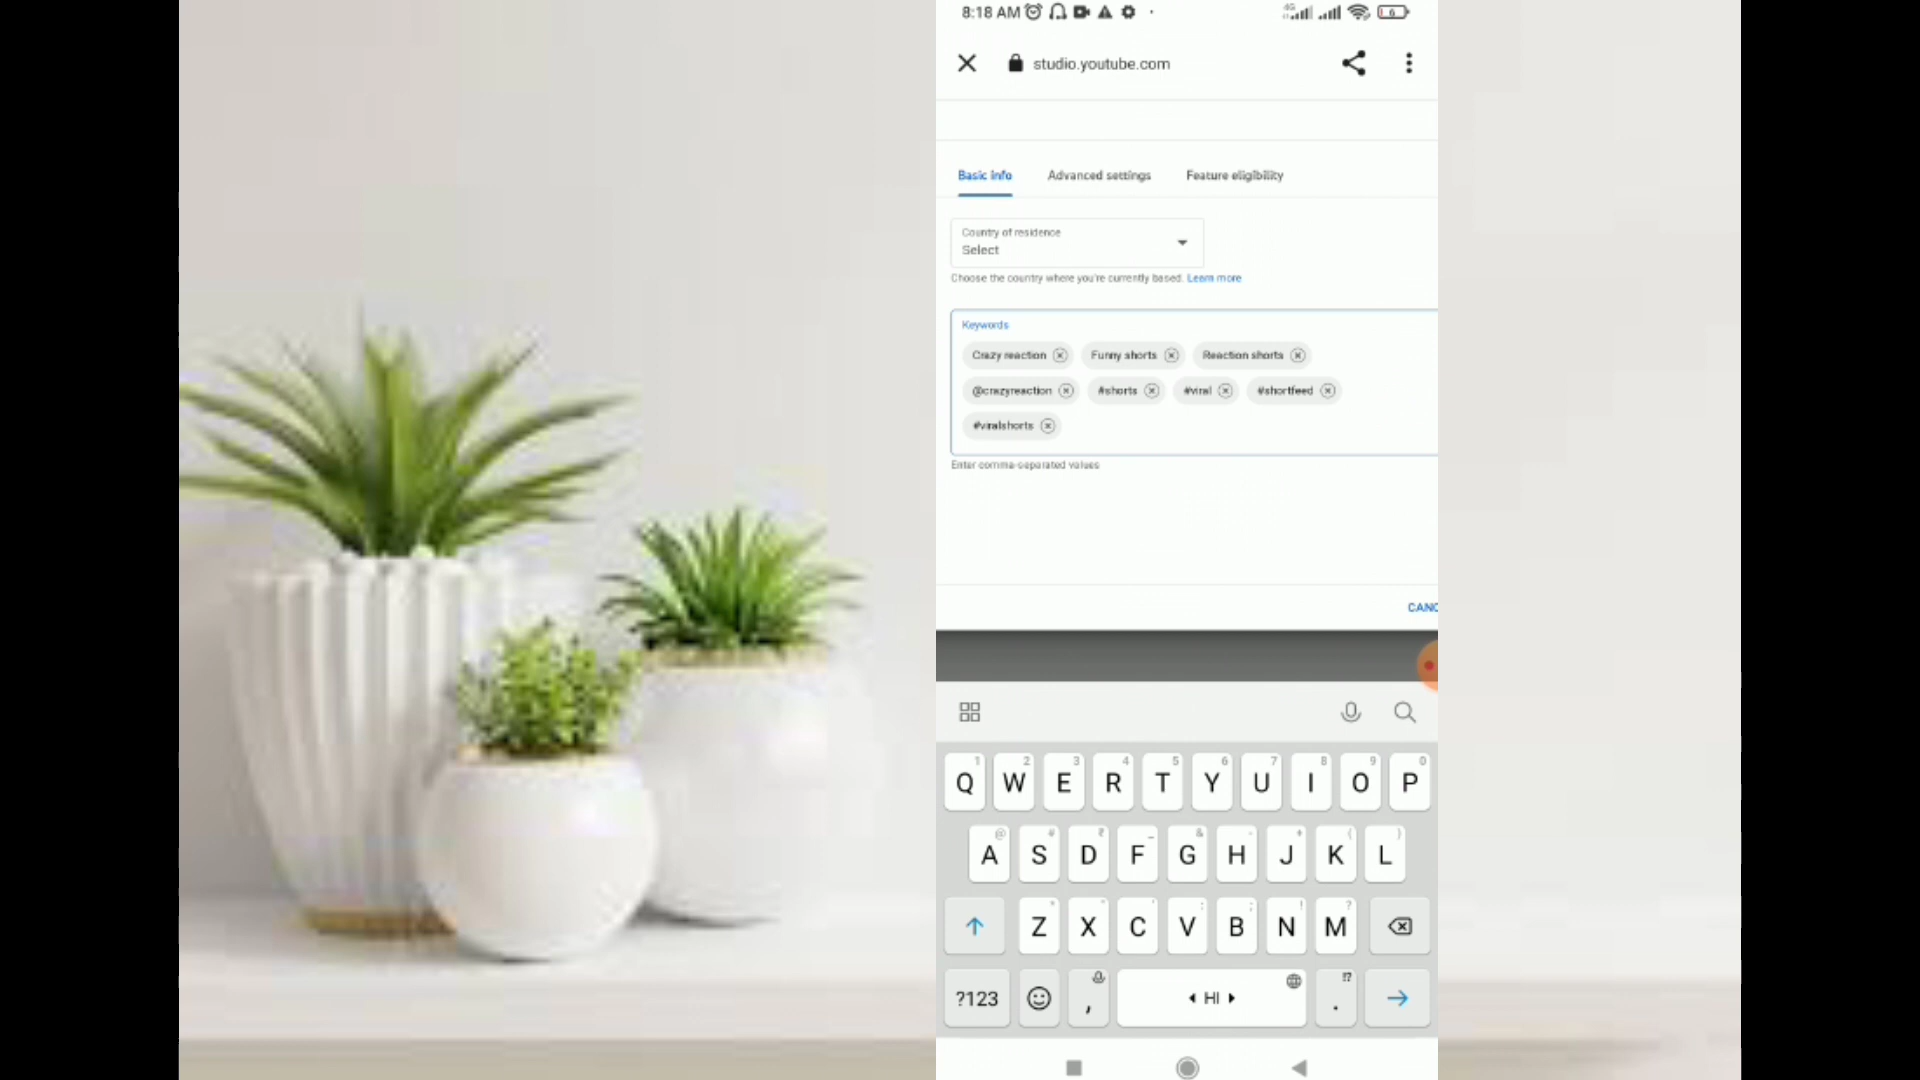 8:18 AM
4G
6
studio.youtube.com
Basic info Advanced settings Feature eligibility
Country of residence
Select
Choose the country where you're currently based. Learn more
Keywords
Crazy reaction Funny shorts Reaction shorts
@crazyreaction #shorts #viral #shortfeed
#viralshorts
Enter comma-separated values
CANC
1 2 3 4 5 6 7 8 9 0
Q W E R T Y U I O P
@ # ₹ _ & - + ( )
A S D F G H J K L
* " ' : ; ! ?
Z X C V B N M
!?
?123 , HI .